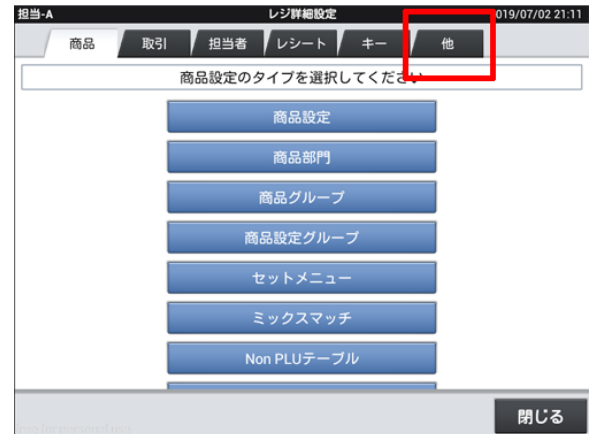 担当-A レジ詳細設定 019/07/02 21:11
商品 取引 担当者 レシート キー 他
商品設定のタイプを選択してください
商品設定
商品部門
商品グループ
商品設定グループ
セットメニュー
ミックスマッチ
Non PLUテーブル
閉じる